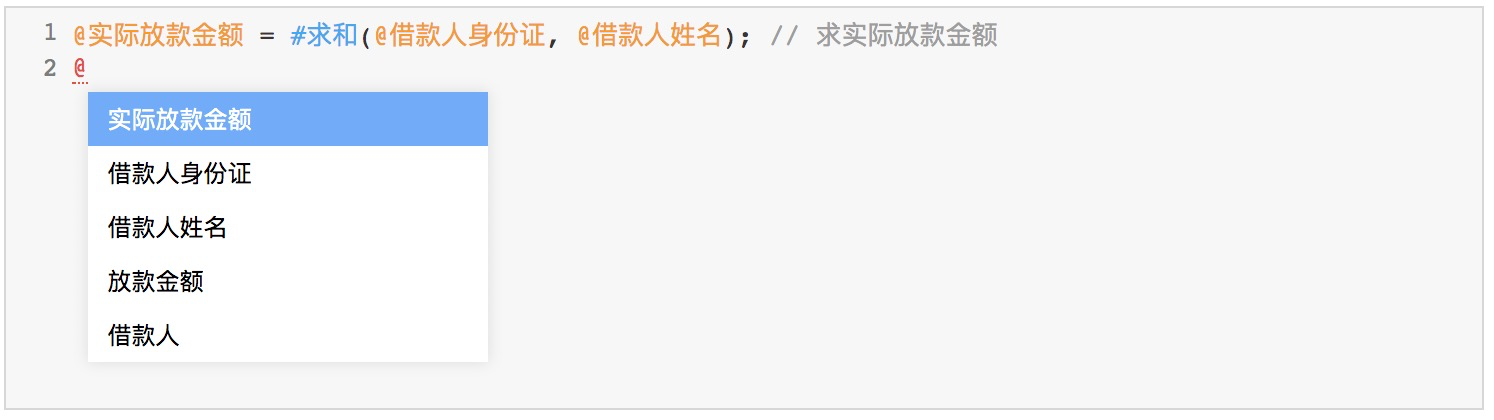 1 @实际放款金额 = #求和(@借款人身份证, @借款人姓名); // 求实际放款金额
2 @
实际放款金额
借款人身份证
借款人姓名
放款金额
借款人